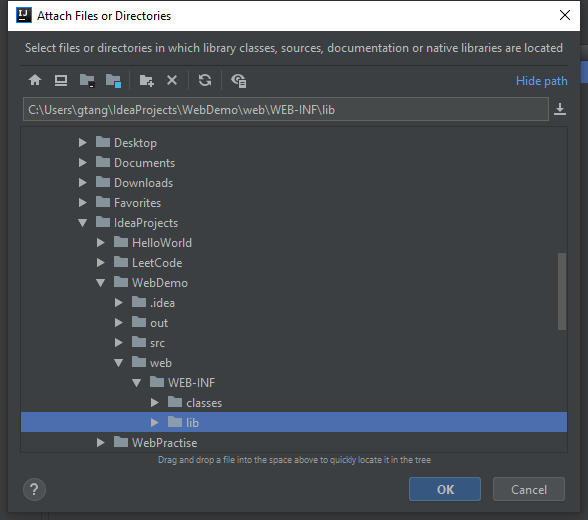 IJ Attach Files or Directories
Select files or directories in which library classes, sources, documentation or native libraries are located
Hide path
C:\Users\gtang\IdeaProjects\WebDemo\web\WEB-INF\lib
Desktop
Documents
Downloads
Favorites
IdeaProjects
HelloWorld
LeetCode
WebDemo
.idea
out
src
web
WEB-INF
classes
lib
WebPractise
Drag and drop a file into the space above to quickly locate it in the tree
? OK Cancel